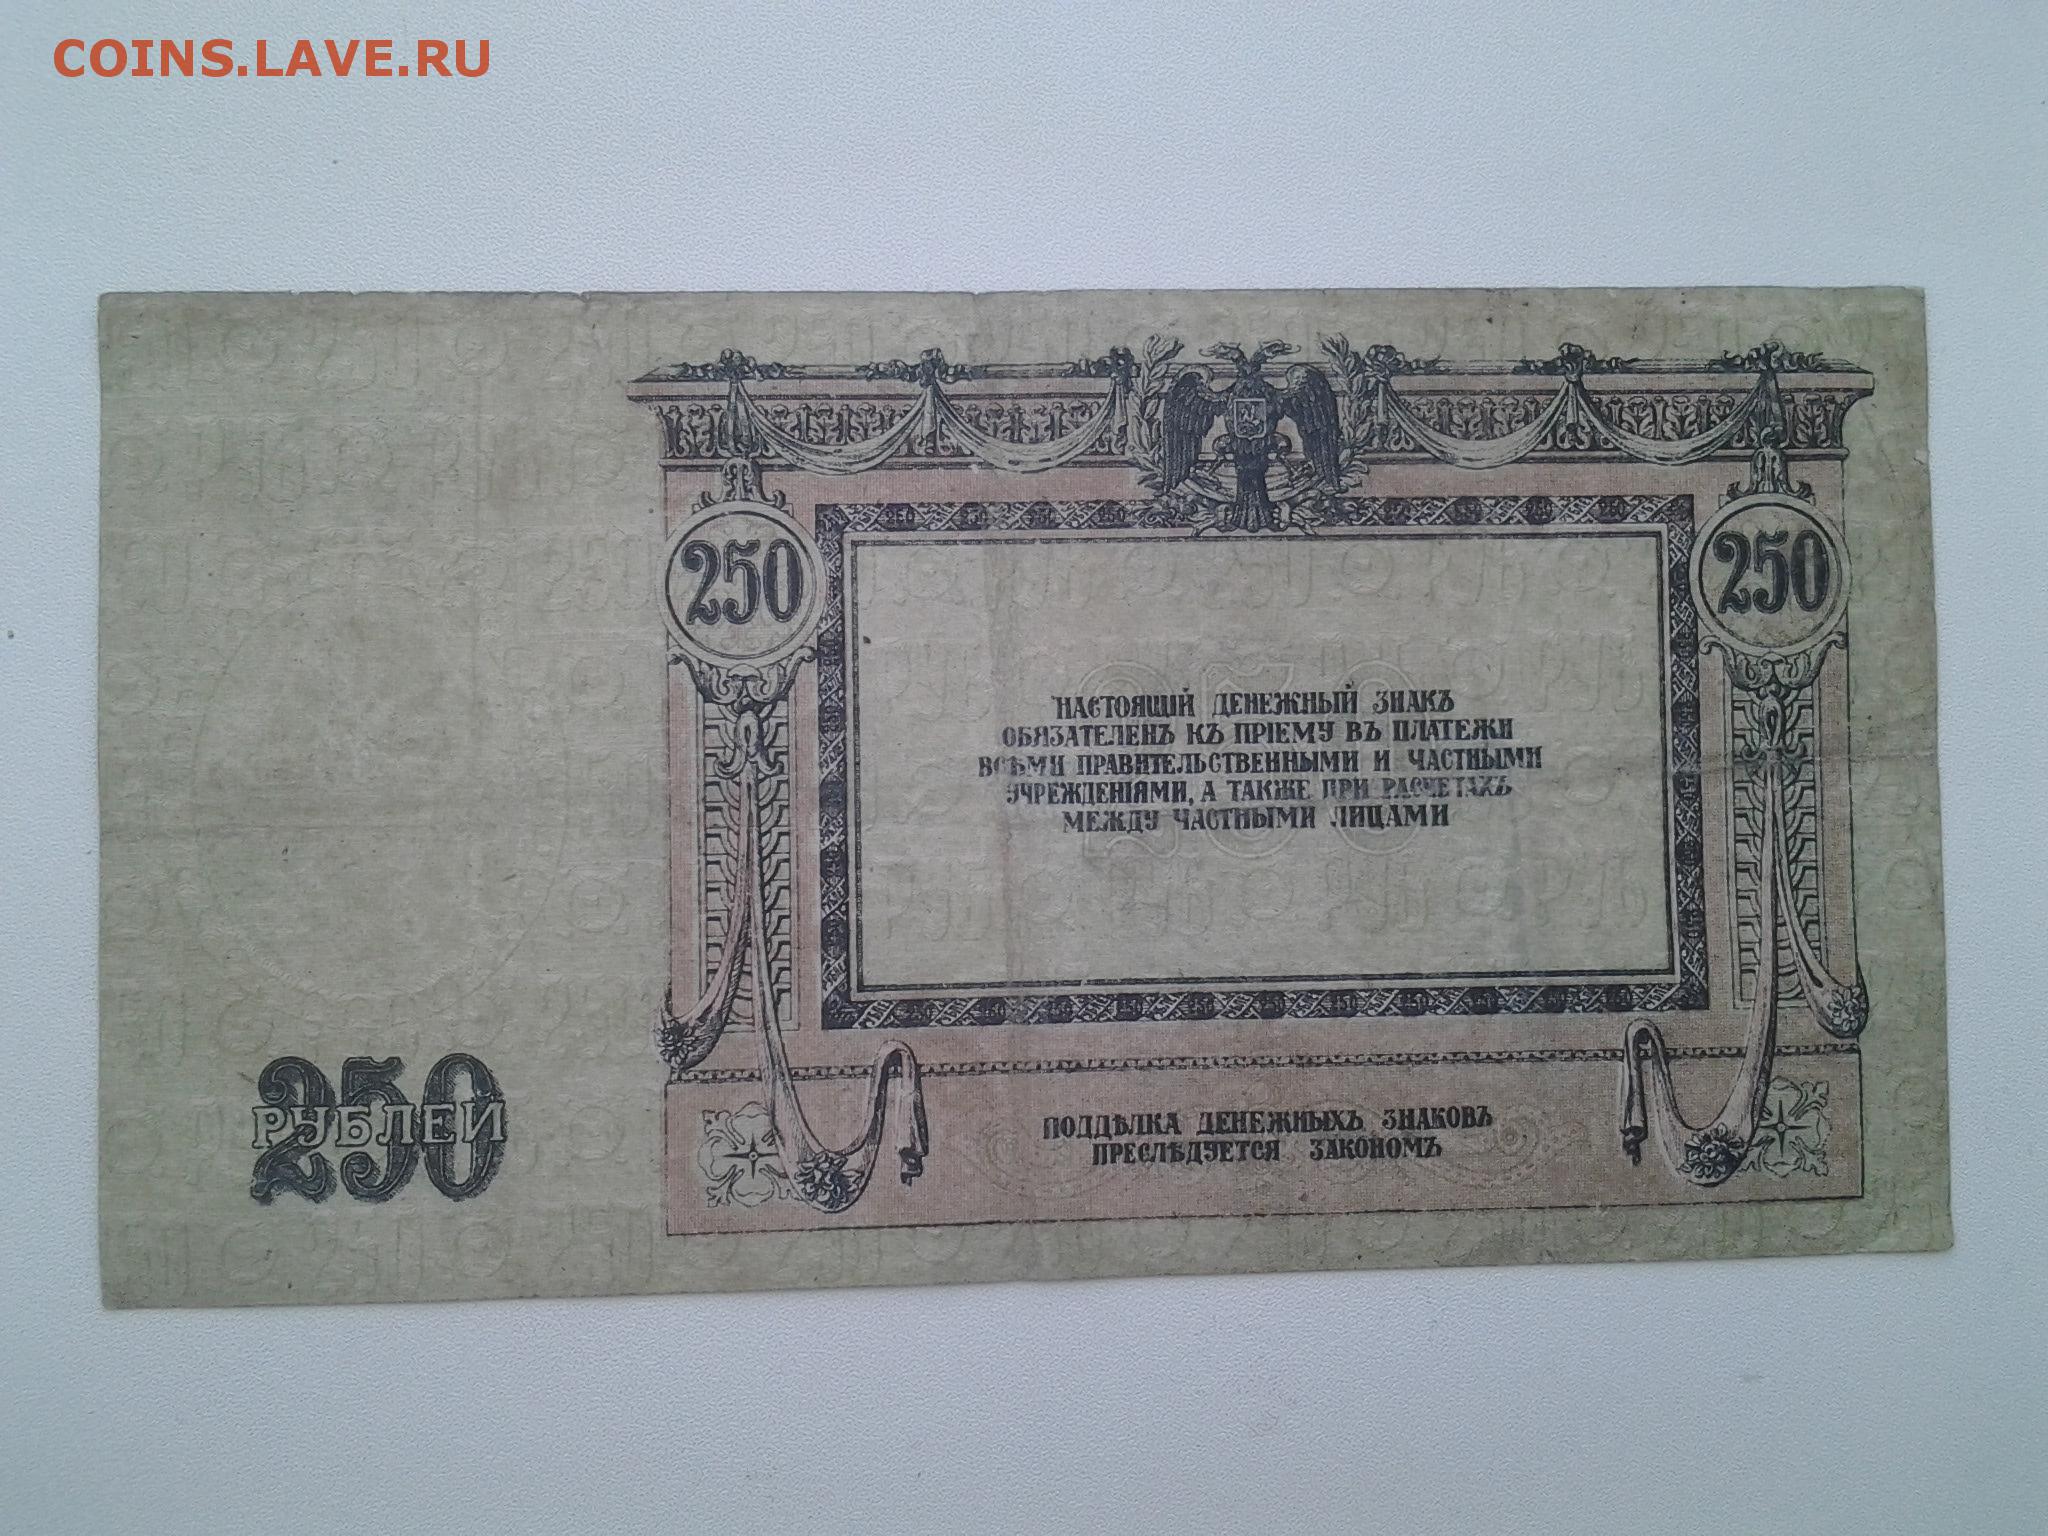 COINS.LAVE.RU
250
250
НАСТОЯЩІЙ ДЕНЕЖНЫЙ ЗНАКЪ
ОБЯЗАТЕЛЕНЪ КЪ ПРІЕМУ ВЪ ПЛАТЕЖИ
ВСѢМИ ПРАВИТЕЛЬСТВЕННЫМИ И ЧАСТНЫМИ
УЧРЕЖДЕНІЯМИ, А ТАКЖЕ ПРИ РАСЧЕТАХЪ
МЕЖДУ ЧАСТНЫМИ ЛИЦАМИ
250
РУБЛЕЙ
ПОДДѢЛКА ДЕНЕЖНЫХЪ ЗНАКОВЪ
ПРЕСЛѢДУЕТСЯ ЗАКОНОМЪ